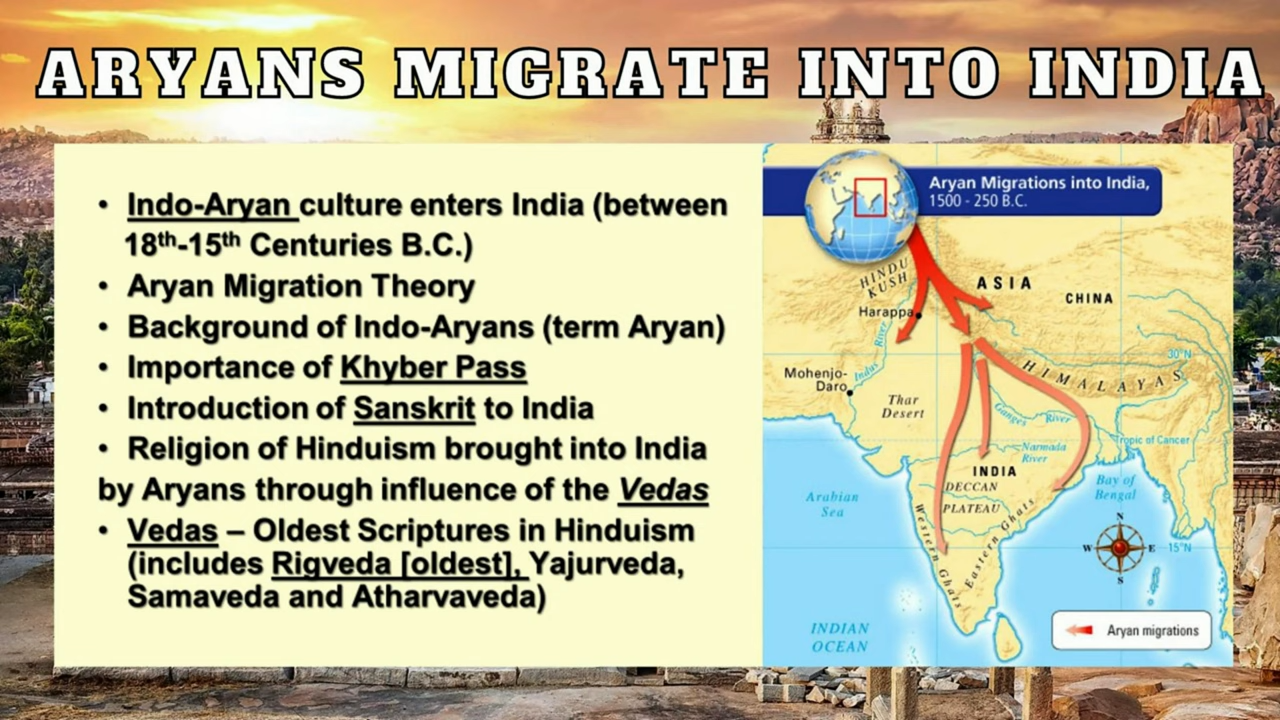 ARYANS MIGRATE INTO INDIA
• Indo-Aryan culture enters India (between
18th-15th Centuries B.C.)
• Aryan Migration Theory
• Background of Indo-Aryans (term Aryan)
• Importance of Khyber Pass
• Introduction of Sanskrit to India
• Religion of Hinduism brought into India
by Aryans through influence of the Vedas
• Vedas – Oldest Scriptures in Hinduism
(includes Rigveda [oldest], Yajurveda,
Samaveda and Atharvaveda)
Aryan Migrations into India,
1500 - 250 B.C.
HINDU
KUSH
ASIA
CHINA
Harappa
Indus River
30°N
HIMALAYAS
Mohenjo-
Daro
Thar
Desert
Ganges River
Tropic of Cancer
Narmada
River
INDIA
DECCAN
PLATEAU
Arabian
Sea
Bay of
Bengal
Western Ghats
Eastern Ghats
N
W E
S
15°N
INDIAN
OCEAN
Aryan migrations